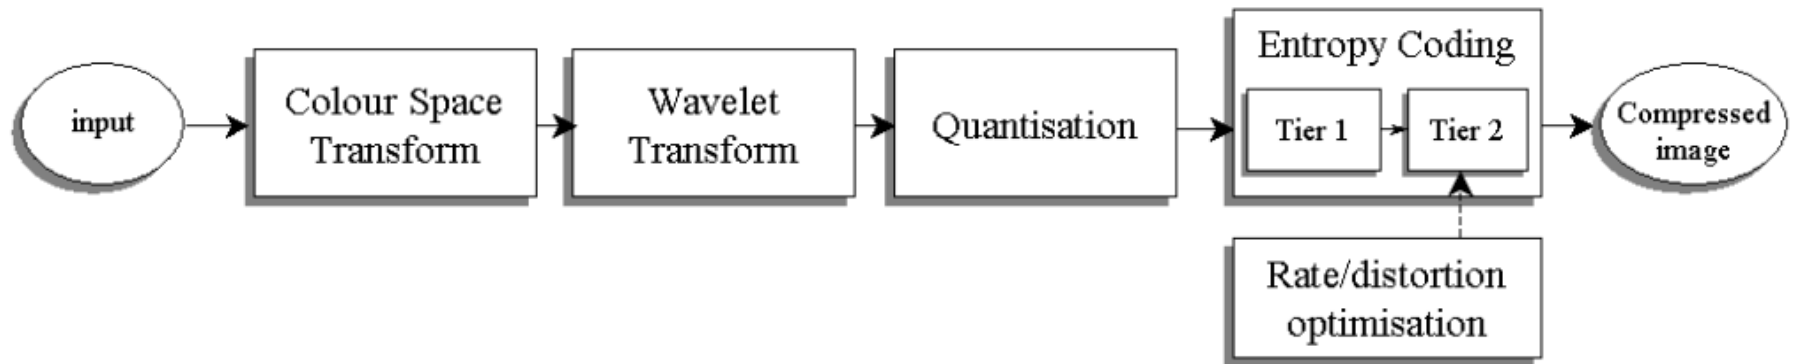 input
Colour Space
Transform
Wavelet
Transform
Quantisation
Entropy Coding
Tier 1
Tier 2
Compressed
image
Rate/distortion
optimisation